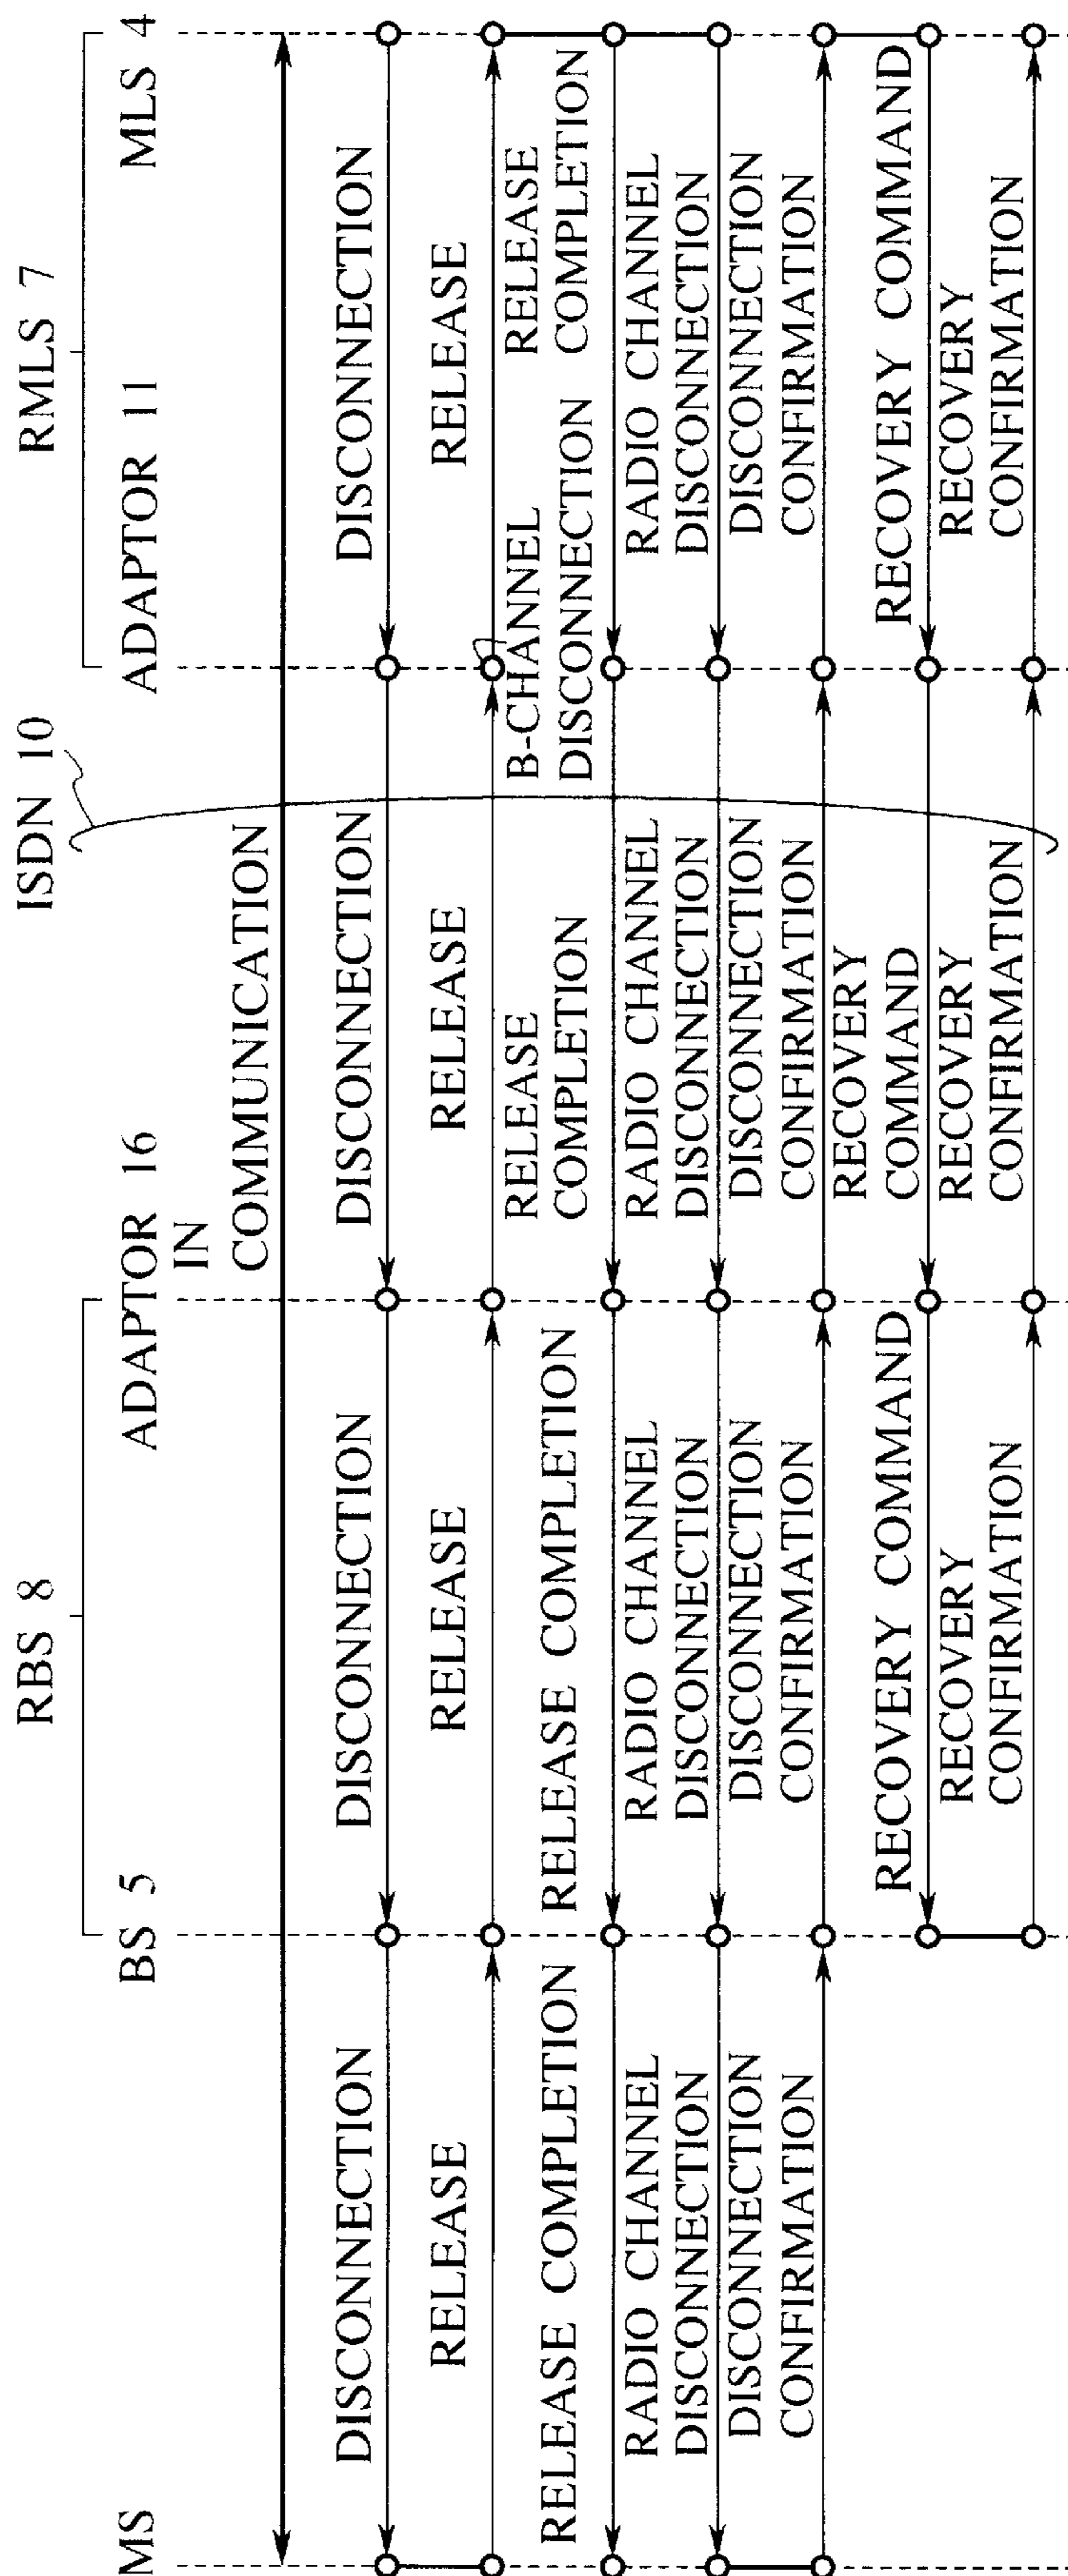 RBS 8
ISDN 10
RMLS 7
MS
BS 5
ADAPTOR 16
ADAPTOR 11
MLS 4
IN
COMMUNICATION
DISCONNECTION
DISCONNECTION
DISCONNECTION
DISCONNECTION
RELEASE
RELEASE
RELEASE
RELEASE
B-CHANNEL
DISCONNECTION
RELEASE COMPLETION
RELEASE COMPLETION
RELEASE
COMPLETION
RELEASE
COMPLETION
RADIO CHANNEL
DISCONNECTION
RADIO CHANNEL
DISCONNECTION
RADIO CHANNEL
DISCONNECTION
RADIO CHANNEL
DISCONNECTION
DISCONNECTION
CONFIRMATION
DISCONNECTION
CONFIRMATION
DISCONNECTION
CONFIRMATION
DISCONNECTION
CONFIRMATION
RECOVERY COMMAND
RECOVERY
COMMAND
RECOVERY COMMAND
RECOVERY
CONFIRMATION
RECOVERY
CONFIRMATION
RECOVERY
CONFIRMATION